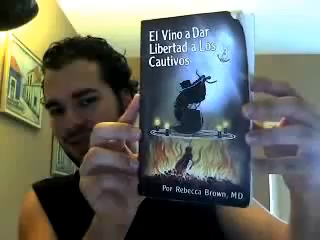 El Vino a Dar
Libertad a Los
Cautivos
Por Rebecca Brown, MD